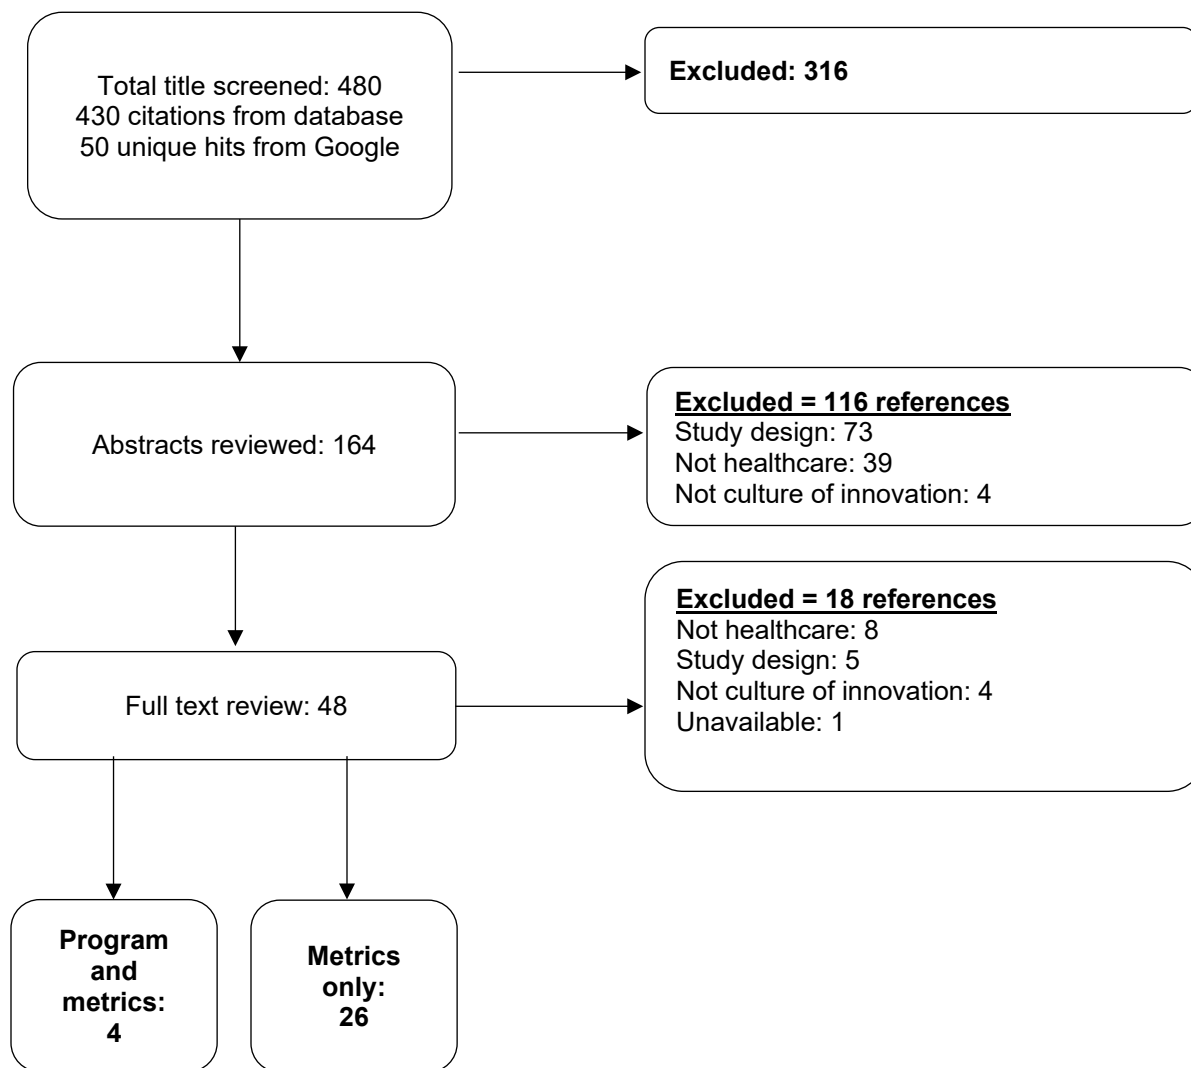 Total title screened: 480
430 citations from database
50 unique hits from Google
Excluded: 316
Abstracts reviewed: 164
Excluded = 116 references
Study design: 73
Not healthcare: 39
Not culture of innovation: 4
Full text review: 48
Excluded = 18 references
Not healthcare: 8
Study design: 5
Not culture of innovation: 4
Unavailable: 1
Program
and
metrics:
4
Metrics
only:
26